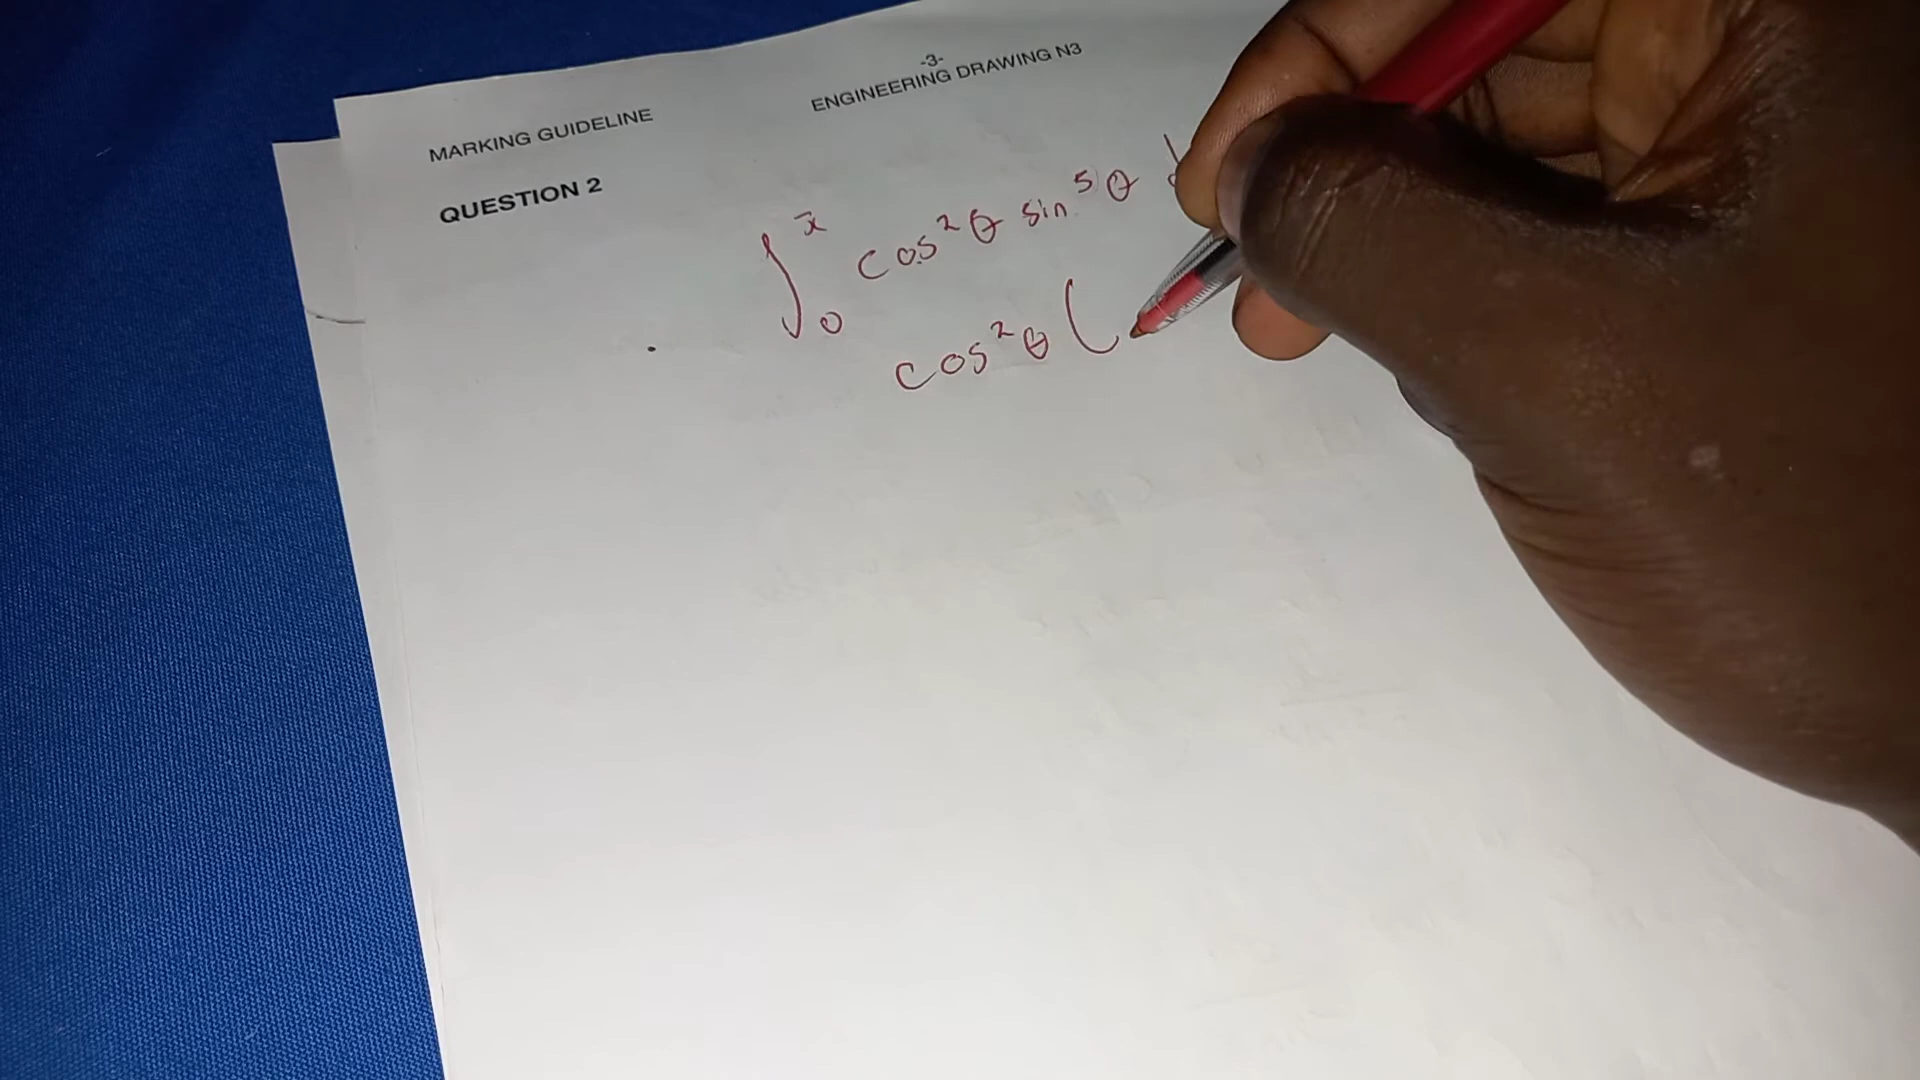 -3-
MARKING GUIDELINE ENGINEERING DRAWING N3
QUESTION 2
∫₀^π cos²θ sin⁵θ d
cos²θ (